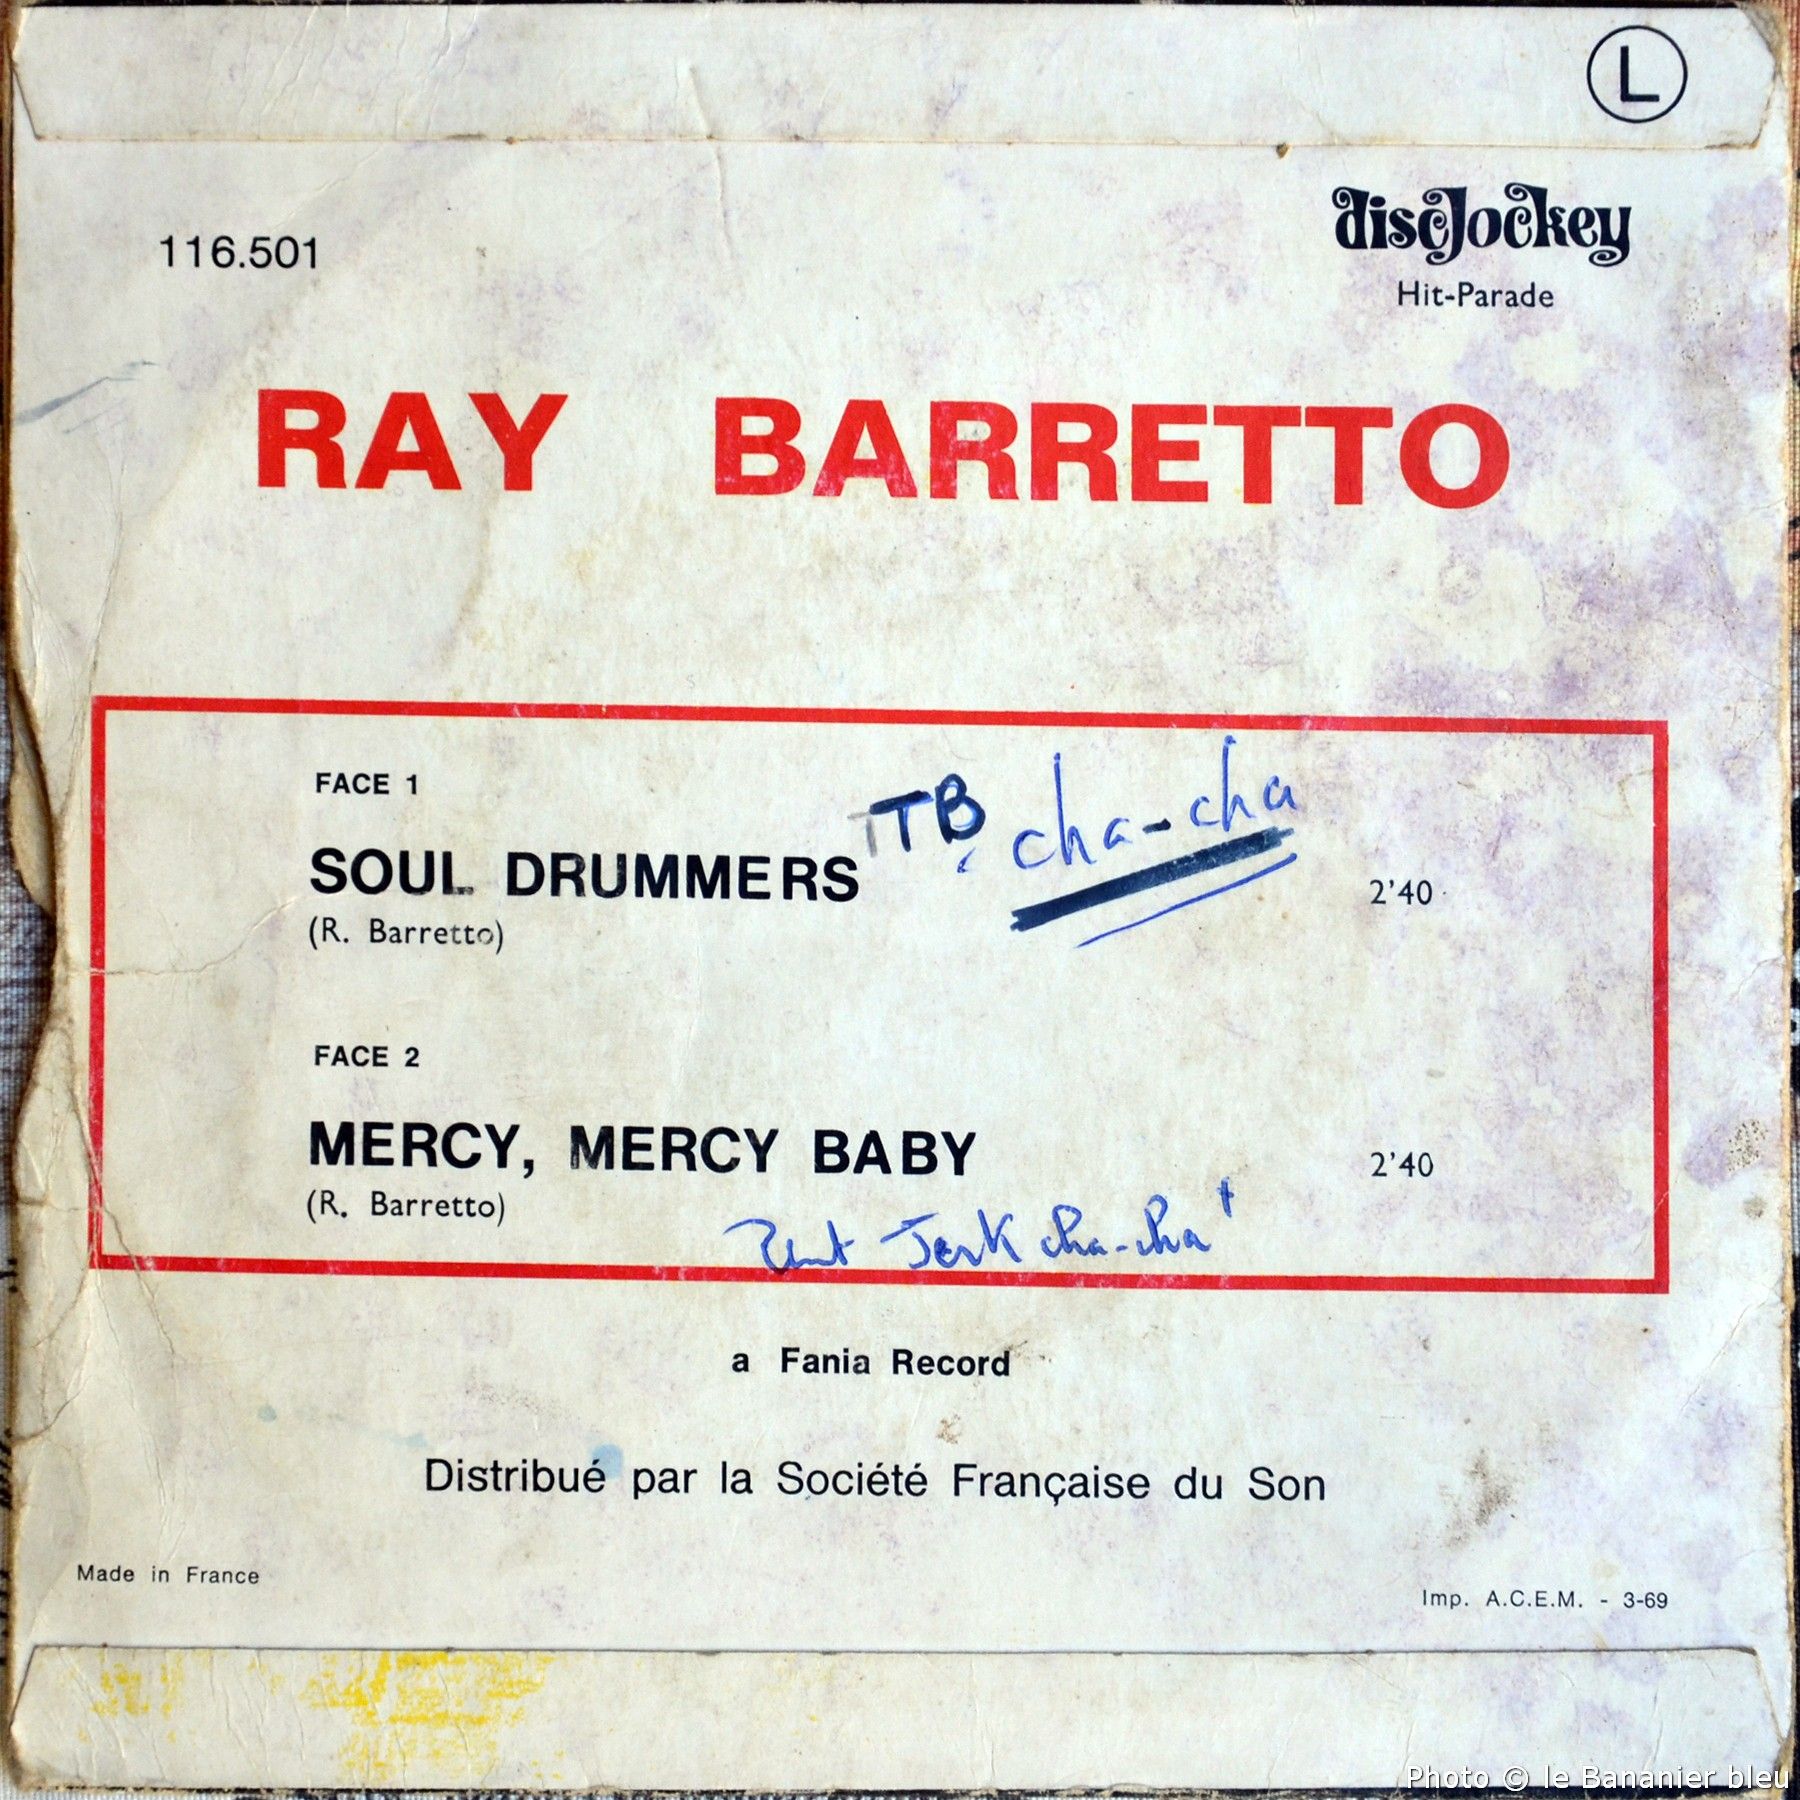 L
116.501
discJockey
Hit-Parade
RAY BARRETTO
FACE 1
TTB cha-cha
SOUL DRUMMERS 2'40
(R. Barretto)
FACE 2
MERCY, MERCY BABY 2'40
(R. Barretto)
Jerk cha-cha
a Fania Record
Distribué par la Société Française du Son
Made in France
Imp. A.C.E.M. - 3-69
Photo © le Bananier bleu